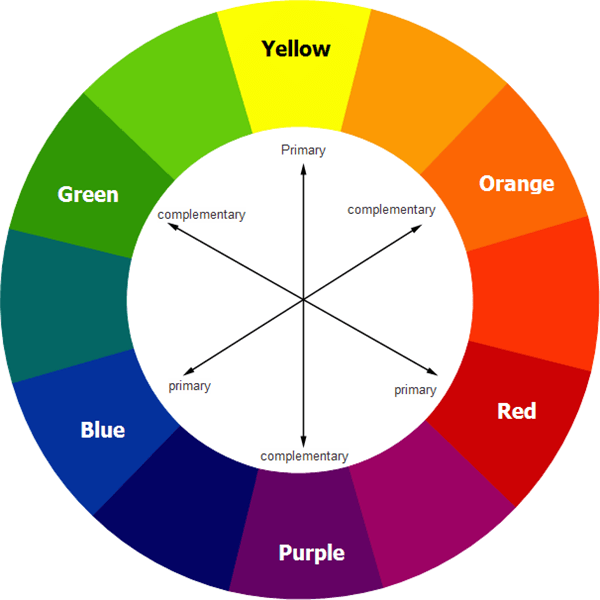 Yellow
Primary
Orange
Green
complementary
complementary
primary
primary
Red
Blue
complementary
Purple